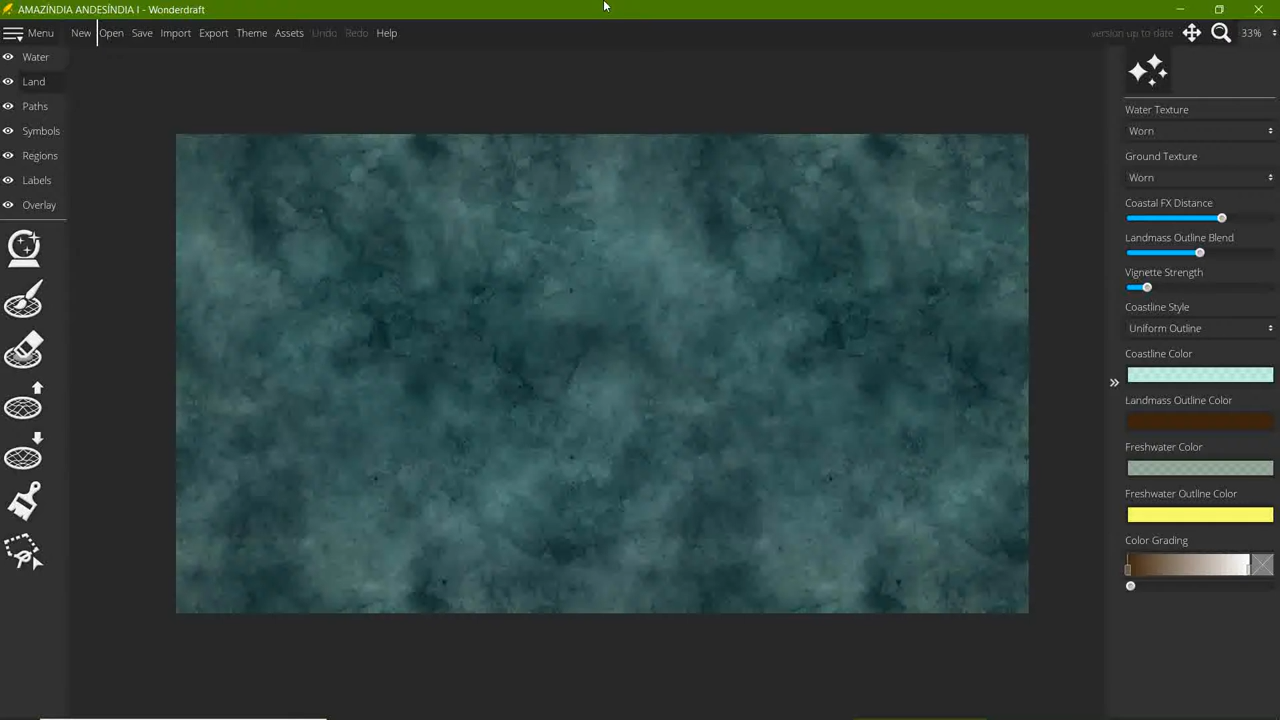 AMAZÍNDIA ANDESÍNDIA I - Wonderdraft
Menu New Open Save Import Export Theme Assets Undo Redo Help version up to date 33%
Water
Land
Paths
Symbols
Regions
Labels
Overlay
Water Texture
Worn
Ground Texture
Worn
Coastal FX Distance
Landmass Outline Blend
Vignette Strength
Coastline Style
Uniform Outline
Coastline Color
Landmass Outline Color
Freshwater Color
Freshwater Outline Color
Color Grading